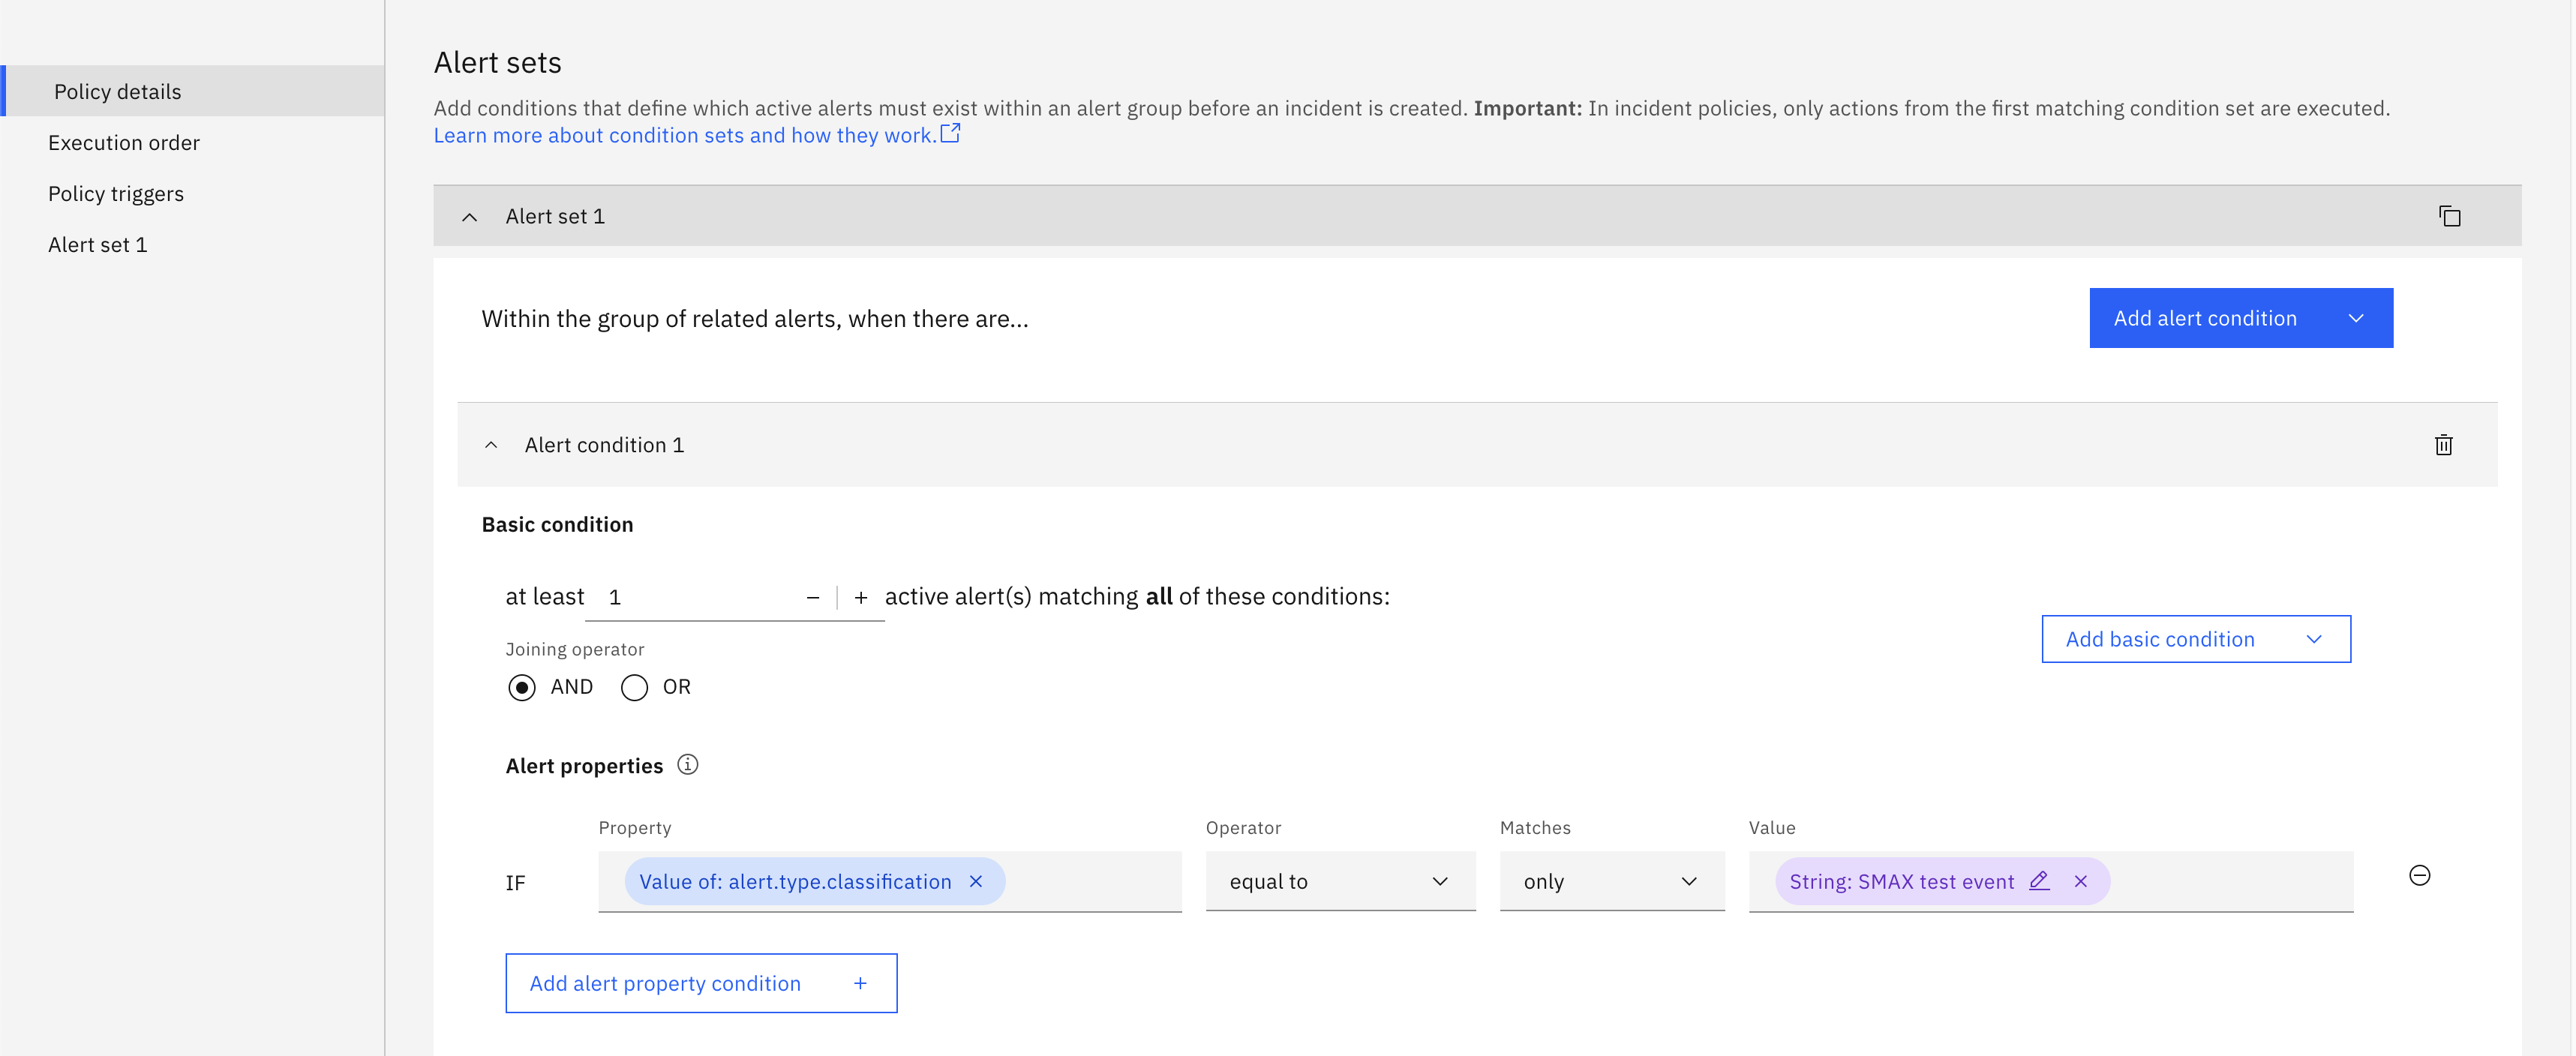 Policy details
Execution order
Policy triggers
Alert set 1
Alert sets
Add conditions that define which active alerts must exist within an alert group before an incident is created. Important: In incident policies, only actions from the first matching condition set are executed.
Learn more about condition sets and how they work.
Alert set 1
Within the group of related alerts, when there are...
Add alert condition
Alert condition 1
Basic condition
at least 1 − + active alert(s) matching all of these conditions:
Add basic condition
Joining operator
AND OR
Alert properties
Property Operator Matches Value
IF Value of: alert.type.classification × equal to only String: SMAX test event ×
Add alert property condition +